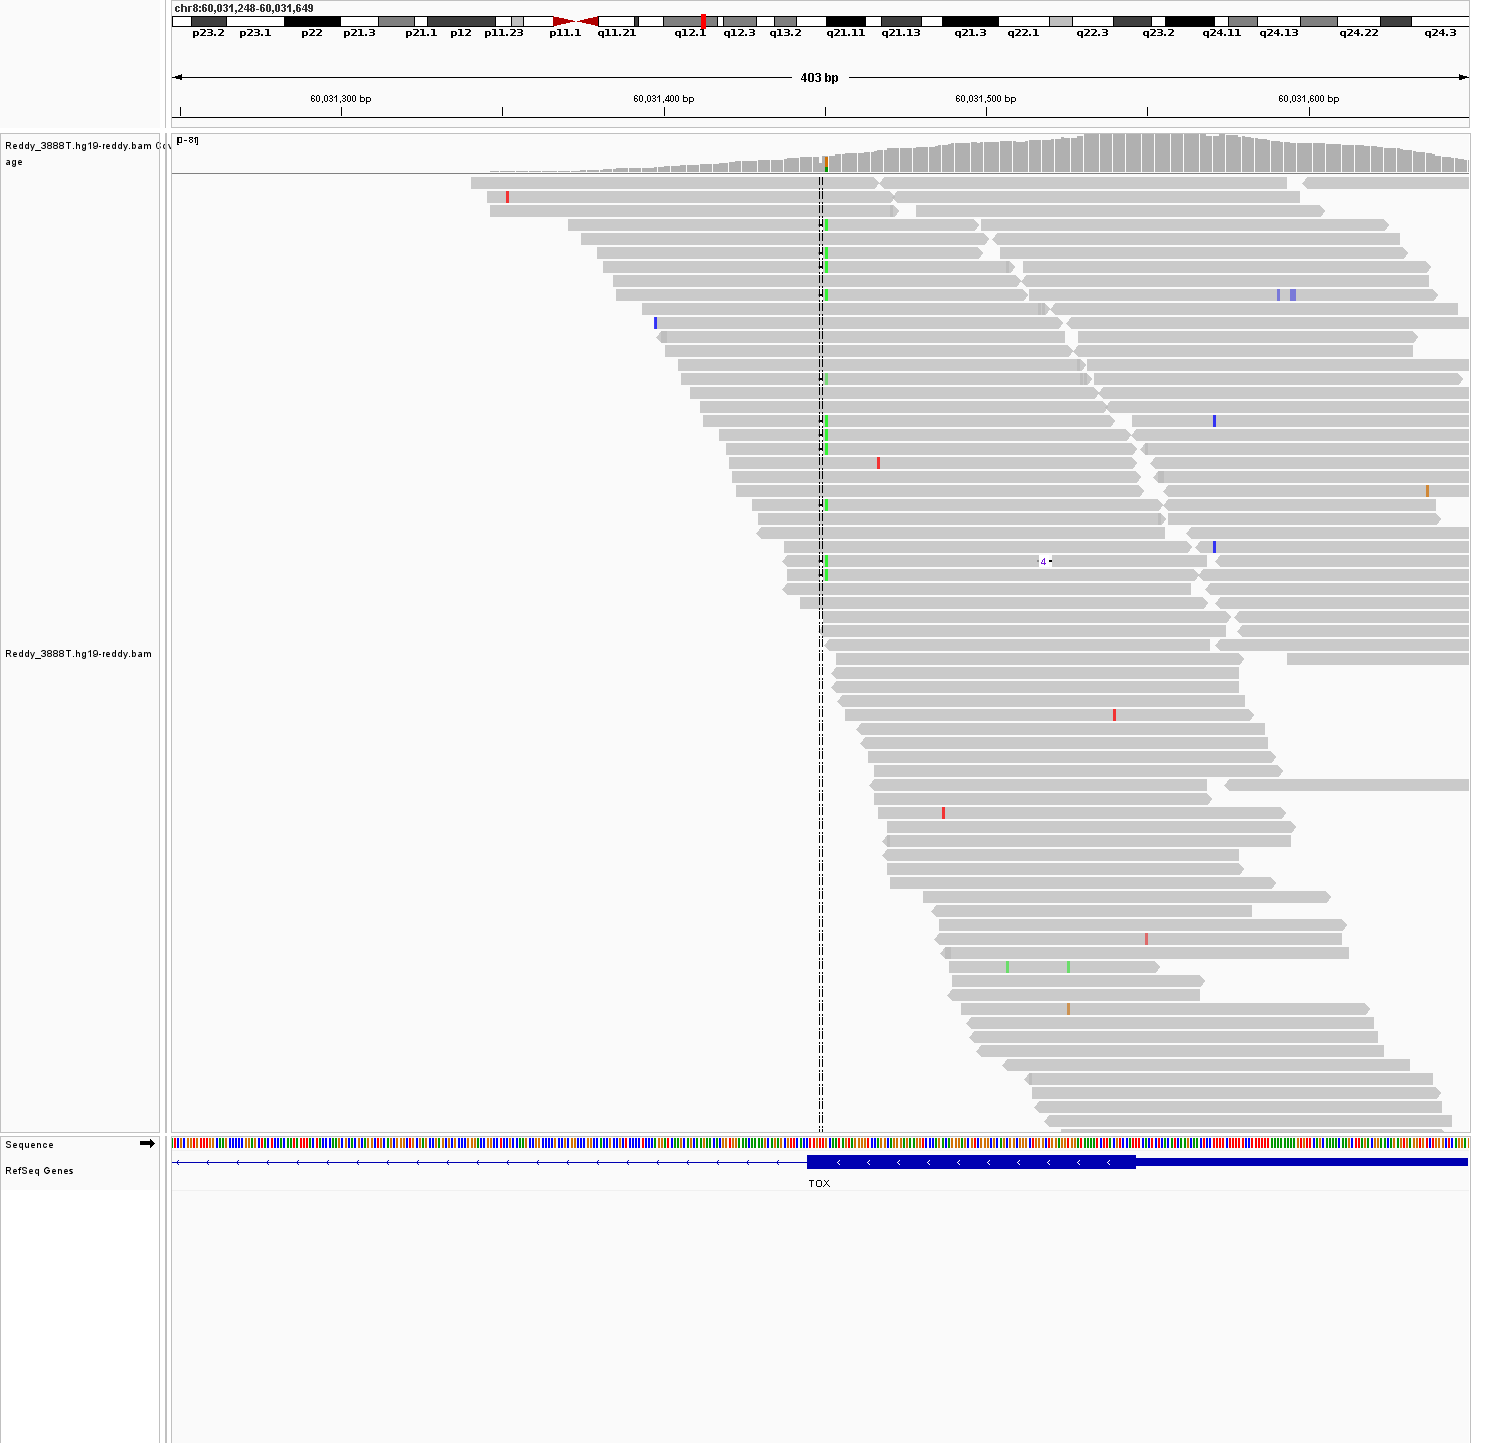 chr8:60,031,248-60,031,649
p23.2 p23.1 p22 p21.3 p21.1 p12 p11.23 p11.1 q11.21 q12.1 q12.3 q13.2 q21.11 q21.13 q21.3 q22.1 q22.3 q23.2 q24.11 q24.13 q24.22 q24.3
403 bp
60,031,300 bp 60,031,400 bp 60,031,500 bp 60,031,600 bp
[0-81]
Reddy_3888T.hg19-reddy.bam Cov
age
4
Reddy_3888T.hg19-reddy.bam
Sequence
RefSeq Genes
TOX